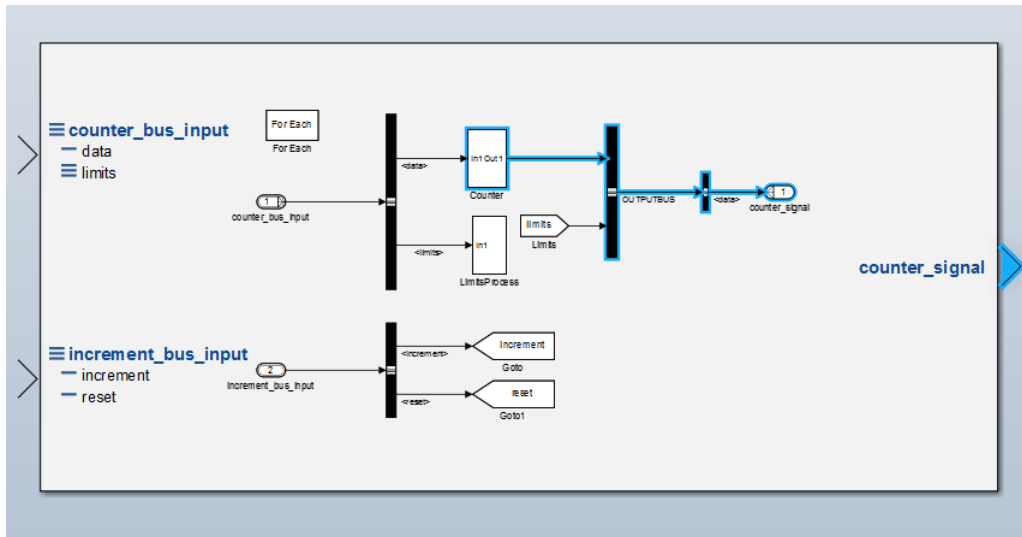 counter_bus_input
data
limits
For Each
For Each
1
counter_bus_input
<data>
In1 Out1
Counter
<limits>
In1
LimitsProcess
limits
Limits
OUTPUTBUS
<data>
1
counter_signal
counter_signal
increment_bus_input
increment
reset
2
increment_bus_input
<increment>
increment
Goto
<reset>
reset
Goto1